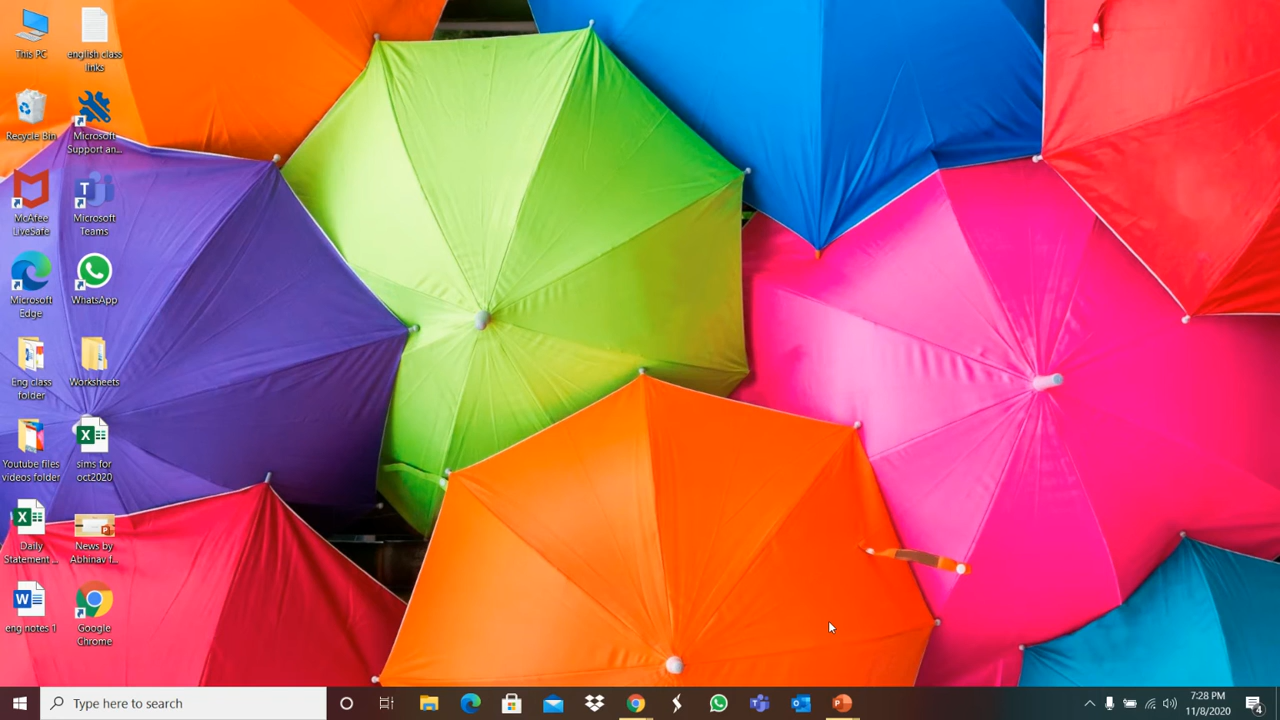 This PC
english class
links
Recycle Bin
Microsoft
Support an...
McAfee
LiveSafe
Microsoft
Teams
Microsoft
Edge
WhatsApp
Eng class
folder
Worksheets
Youtube files
videos folder
sims for
oct2020
Daily
Statement ...
News by
Abhinav f...
eng notes 1
Google
Chrome
Type here to search
7:28 PM
11/8/2020
4